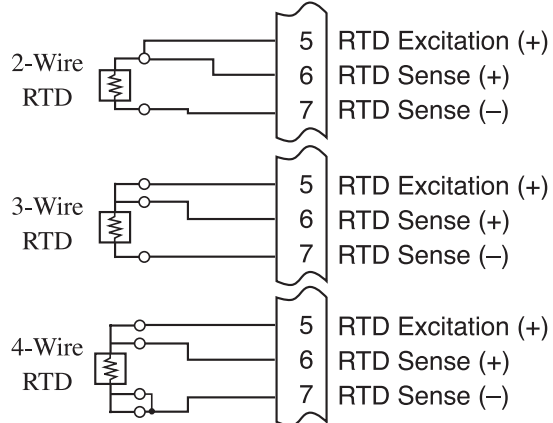 2-Wire
RTD
5 RTD Excitation (+)
6 RTD Sense (+)
7 RTD Sense (–)
3-Wire
RTD
5 RTD Excitation (+)
6 RTD Sense (+)
7 RTD Sense (–)
4-Wire
RTD
5 RTD Excitation (+)
6 RTD Sense (+)
7 RTD Sense (–)